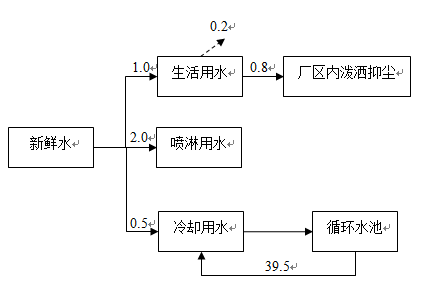 0.2
1.0
生活用水
0.8
厂区内泼洒抑尘
新鲜水
2.0
喷淋用水
0.5
冷却用水
循环水池
39.5